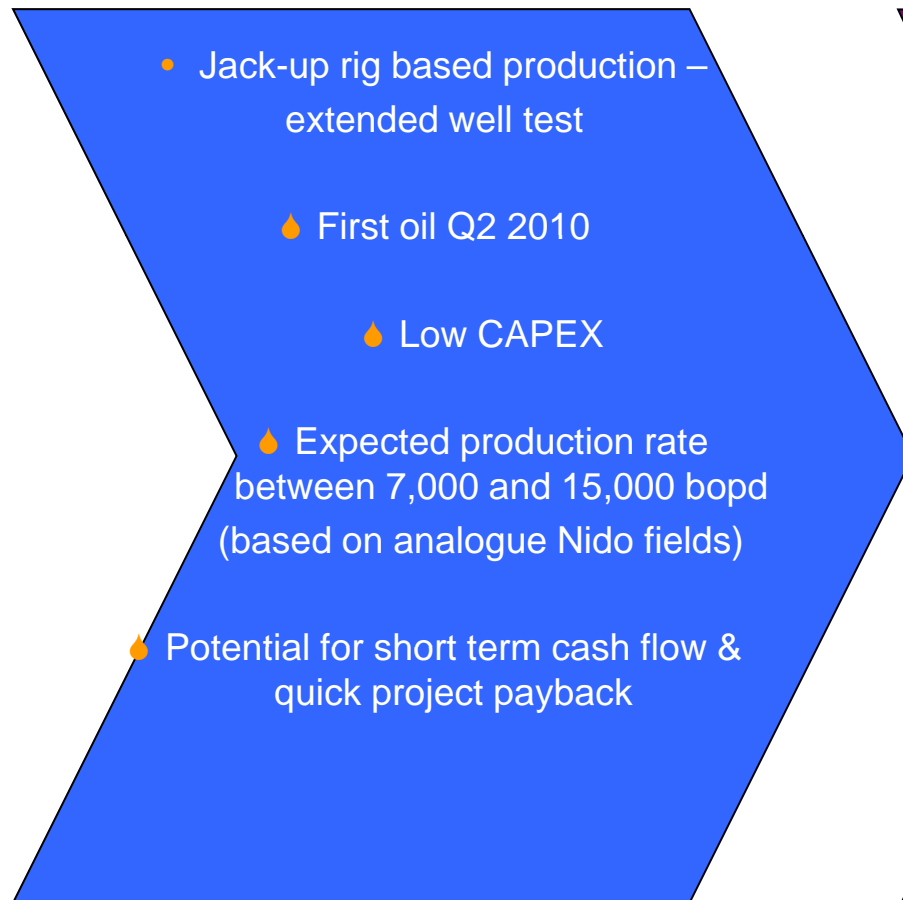 • Jack-up rig based production –
extended well test
First oil Q2 2010
Low CAPEX
Expected production rate
between 7,000 and 15,000 bopd
(based on analogue Nido fields)
Potential for short term cash flow &
quick project payback